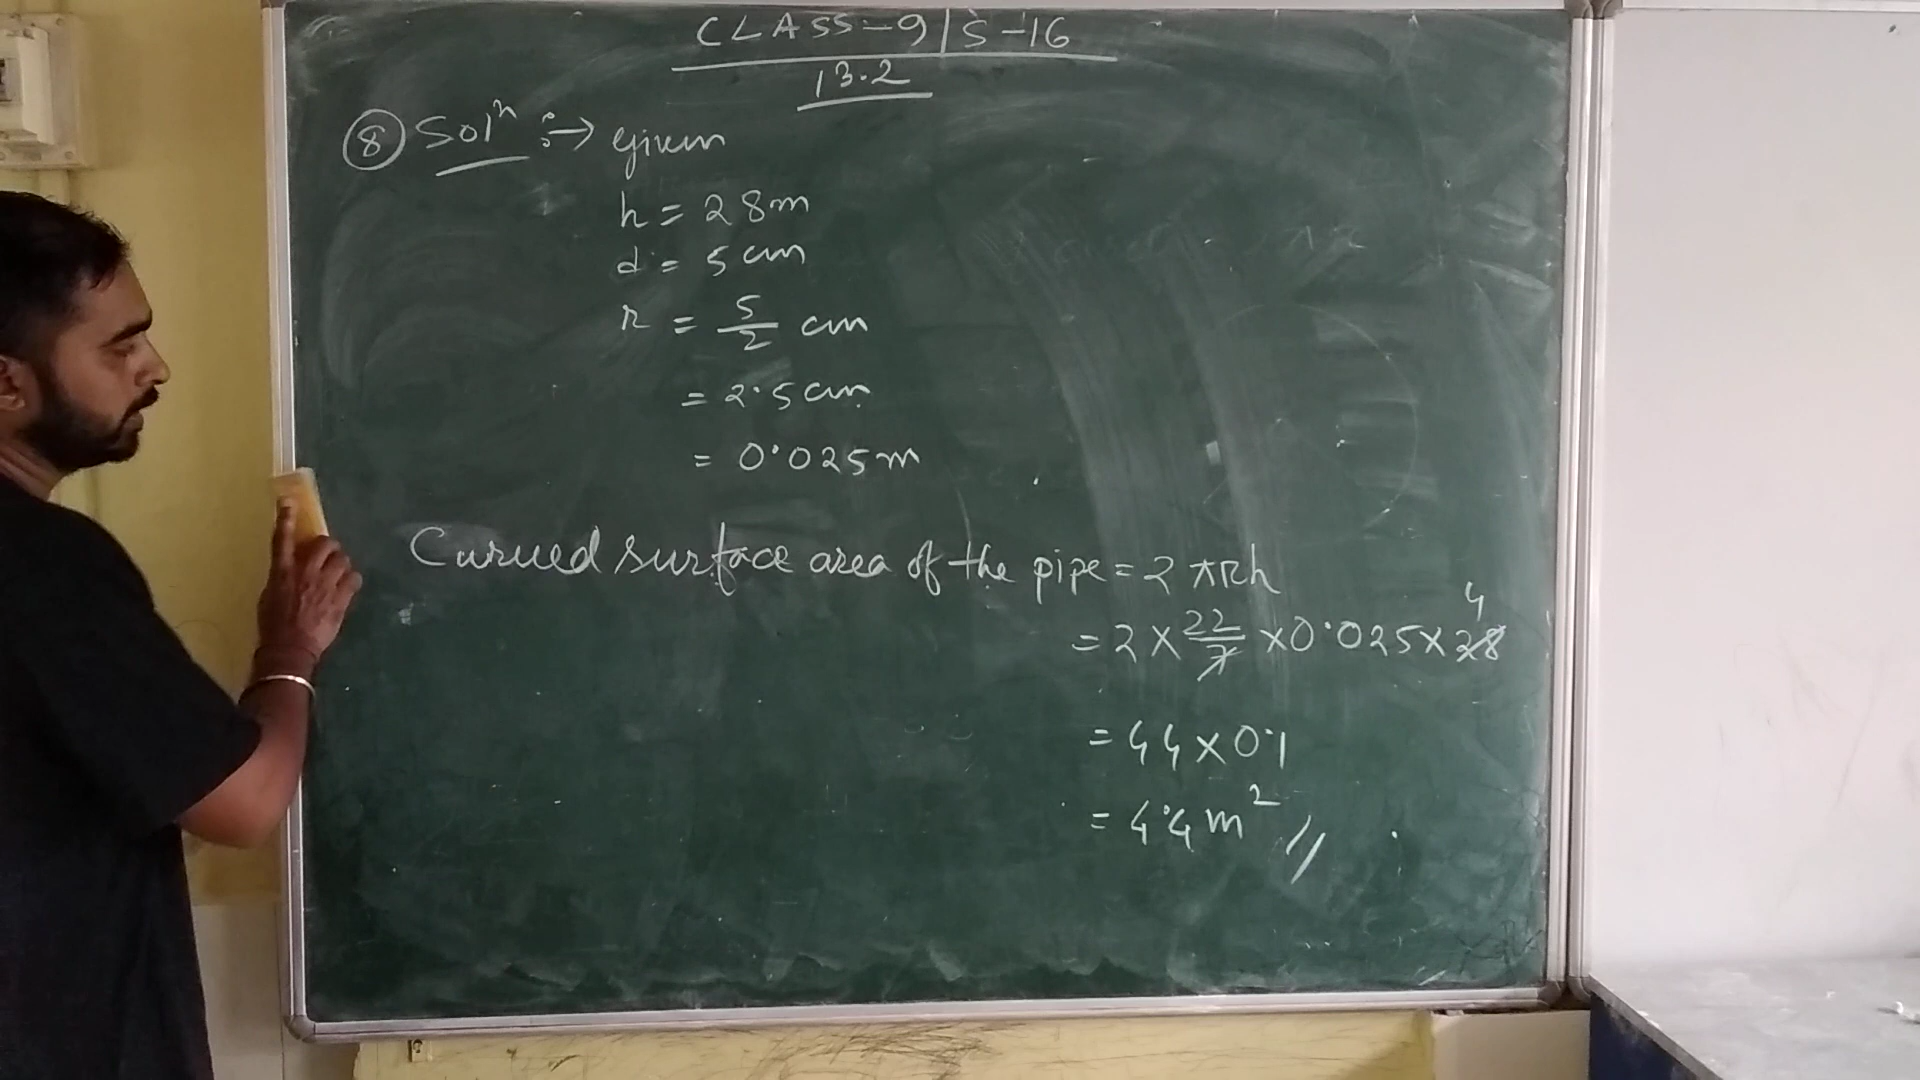 CLASS-9 | S-16
13.2
⑧ Solⁿ :→ given
h = 28m
d = 5 cm
r = 5/2 cm
= 2.5 cm
= 0.025 m
Curved surface area of the pipe = 2πrh
= 2 × 22/7 × 0.025 × 28 4
= 44 × 0.1
= 4.4 m² //